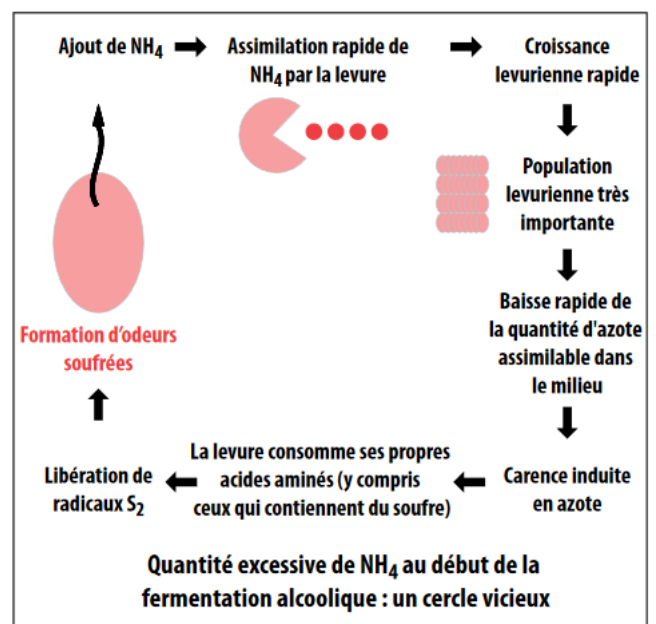 Ajout de NH4
Assimilation rapide de
NH4 par la levure
Croissance
levurienne rapide
Population
levurienne très
importante
Baisse rapide de
la quantité d'azote
assimilable dans
le milieu
Carence induite
en azote
La levure consomme ses propres
acides aminés (y compris
ceux qui contiennent du soufre)
Libération de
radicaux S2
Formation d’odeurs
soufrées
Quantité excessive de NH4 au début de la
fermentation alcoolique : un cercle vicieux